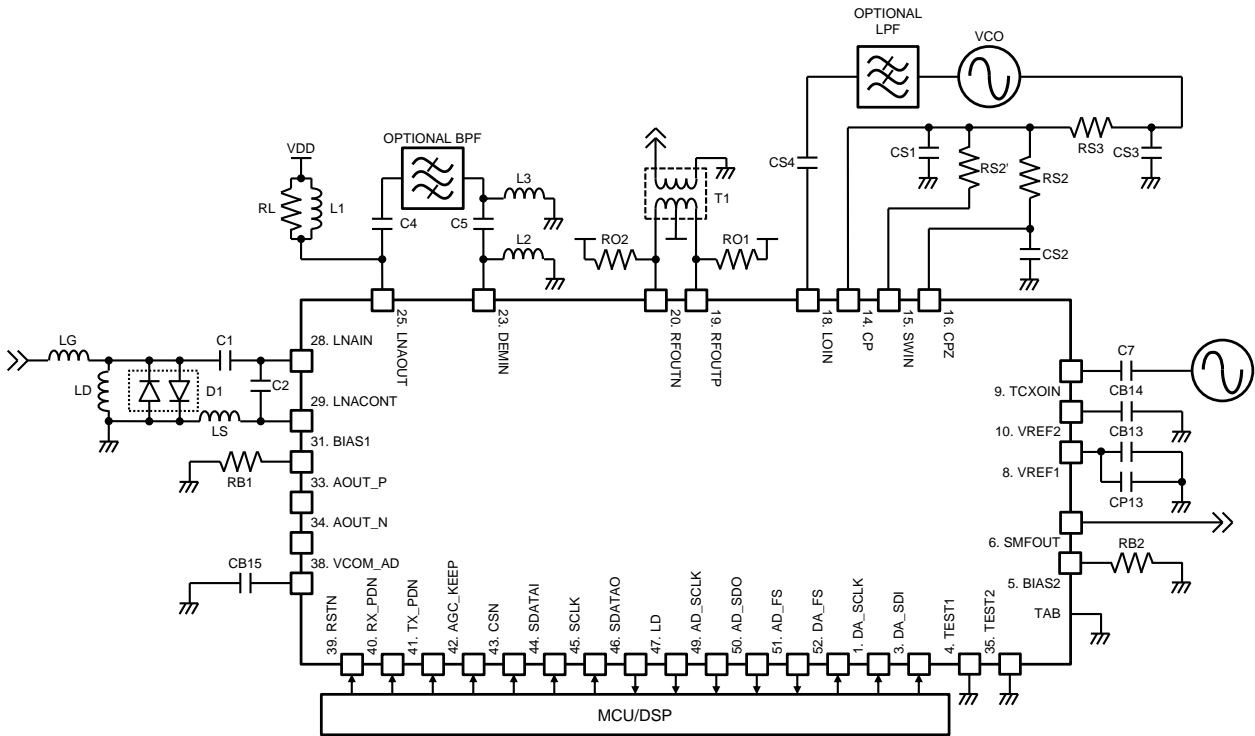 OPTIONAL
LPF
VCO
OPTIONAL BPF
VDD
RL
L1
C4
C5
L3
L2
T1
RO2
RO1
CS4
CS1
RS2'
RS2
RS3
CS3
CS2
25. LNAOUT
23. DEMIN
20. RFOUTN
19. RFOUTP
18. LOIN
14. CP
15. SWIN
16. CPZ
LG
C1
28. LNAIN
LD
D1
C2
29. LNACONT
LS
31. BIAS1
RB1
33. AOUT_P
34. AOUT_N
38. VCOM_AD
CB15
C7
9. TCXOIN
CB14
10. VREF2
CB13
8. VREF1
CP13
6. SMFOUT
RB2
5. BIAS2
TAB
39. RSTN
40. RX_PDN
41. TX_PDN
42. AGC_KEEP
43. CSN
44. SDATAI
45. SCLK
46. SDATAO
47. LD
49. AD_SCLK
50. AD_SDO
51. AD_FS
52. DA_FS
1. DA_SCLK
3. DA_SDI
4. TEST1
35. TEST2
MCU/DSP